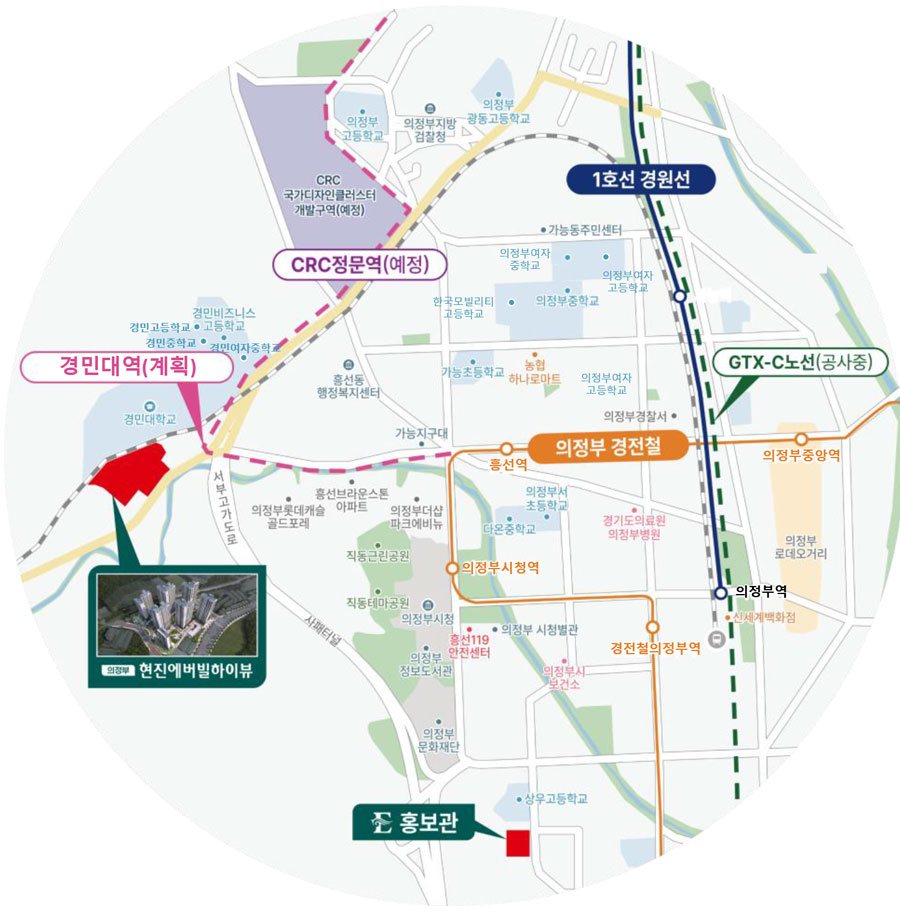 의정부
고등학교
의정부지방
검찰청
의정부
광동고등학교
1호선 경원선
CRC
국가디자인클러스터
개발구역(예정)
가능동주민센터
CRC정문역(예정)
의정부여자
중학교
의정부여자
고등학교
한국모빌리티
고등학교
의정부중학교
경민비즈니스
고등학교
경민고등학교
경민중학교
경민여자중학교
경민대역(계획)
GTX-C노선(공사중)
흥선동
행정복지센터
가능초등학교
농협
하나로마트
의정부여자
고등학교
경민대학교
의정부경찰서
가능지구대
의정부 경전철
흥선역
의정부중앙역
서부고가도로
의정부롯데캐슬
골드포레
흥선브라운스톤
아파트
의정부더샵
파크에비뉴
의정부서
초등학교
다온중학교
경기도의료원
의정부병원
의정부
로데오거리
직동근린공원
의정부시청역
직동테마공원
의정부역
의정부시청
신세계백화점
사패터널
흥선119
안전센터
의정부 시청별관
경전철의정부역
의정부
정보도서관
의정부시
보건소
의정부 현진에버빌하이뷰
의정부
문화재단
상우고등학교
E 홍보관